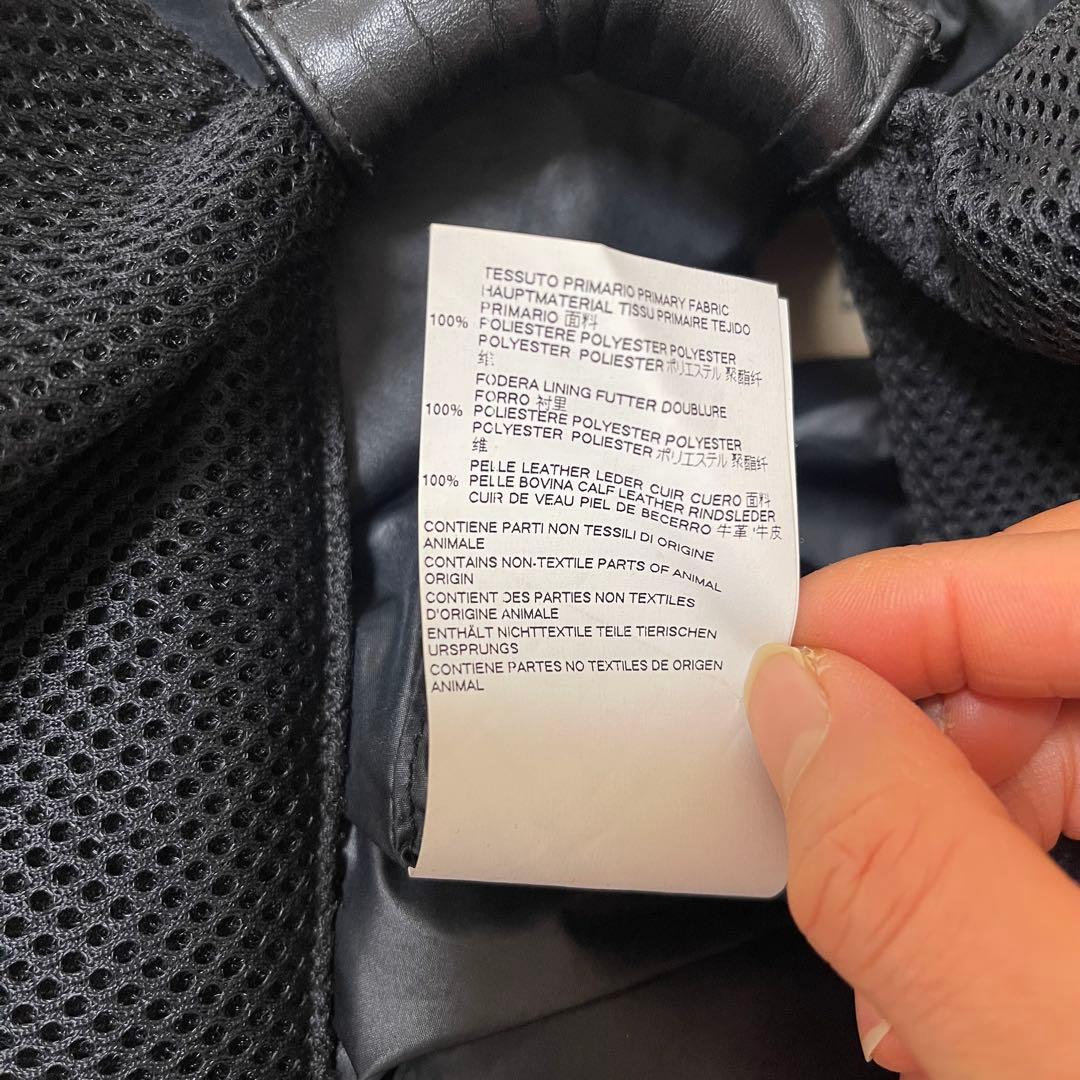 TESSUTO PRIMARIO PRIMARY FABRIC
HAUPTMATERIAL TISSU PRIMAIRE TEJIDO
PRIMARIO 面料
100% POLIESTERE POLYESTER POLYESTER
POLYESTER POLIESTER ポリエステル 聚酯纤
维
FODERA LINING FUTTER DOUBLURE
FORRO 衬里
100% POLIESTERE POLYESTER POLYESTER
POLYESTER POLIESTER ポリエステル 聚酯纤
维
PELLE LEATHER LEDER CUIR CUERO 面料
100% PELLE BOVINA CALF LEATHER RINDSLEDER
CUIR DE VEAU PIEL DE BECERRO 牛革 牛皮
CONTIENE PARTI NON TESSILI DI ORIGINE
ANIMALE
CONTAINS NON-TEXTILE PARTS OF ANIMAL
ORIGIN
CONTIENT DES PARTIES NON TEXTILES
D'ORIGINE ANIMALE
ENTHÄLT NICHTTEXTILE TEILE TIERISCHEN
URSPRUNGS
CONTIENE PARTES NO TEXTILES DE ORIGEN
ANIMAL